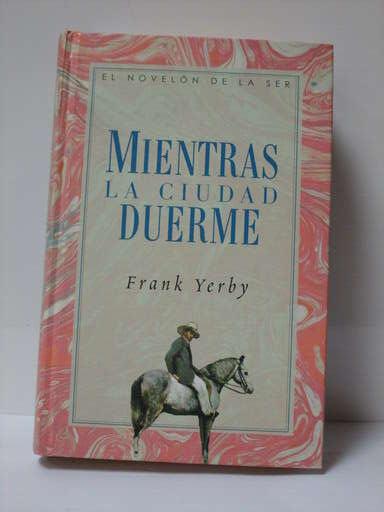 EL NOVELÓN DE LA SER
MIENTRAS
LA CIUDAD
DUERME
Frank Yerby